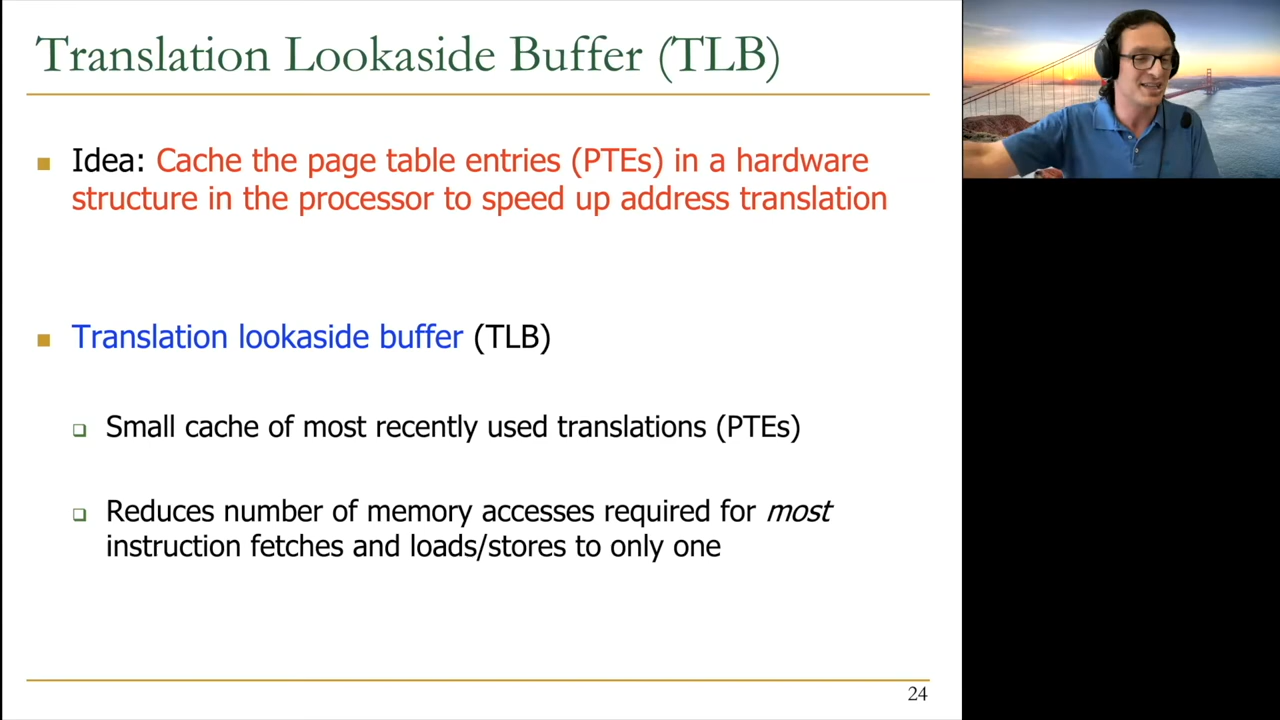 Translation Lookaside Buffer (TLB)
Idea: Cache the page table entries (PTEs) in a hardware
structure in the processor to speed up address translation
Translation lookaside buffer (TLB)
Small cache of most recently used translations (PTEs)
Reduces number of memory accesses required for most
instruction fetches and loads/stores to only one
24